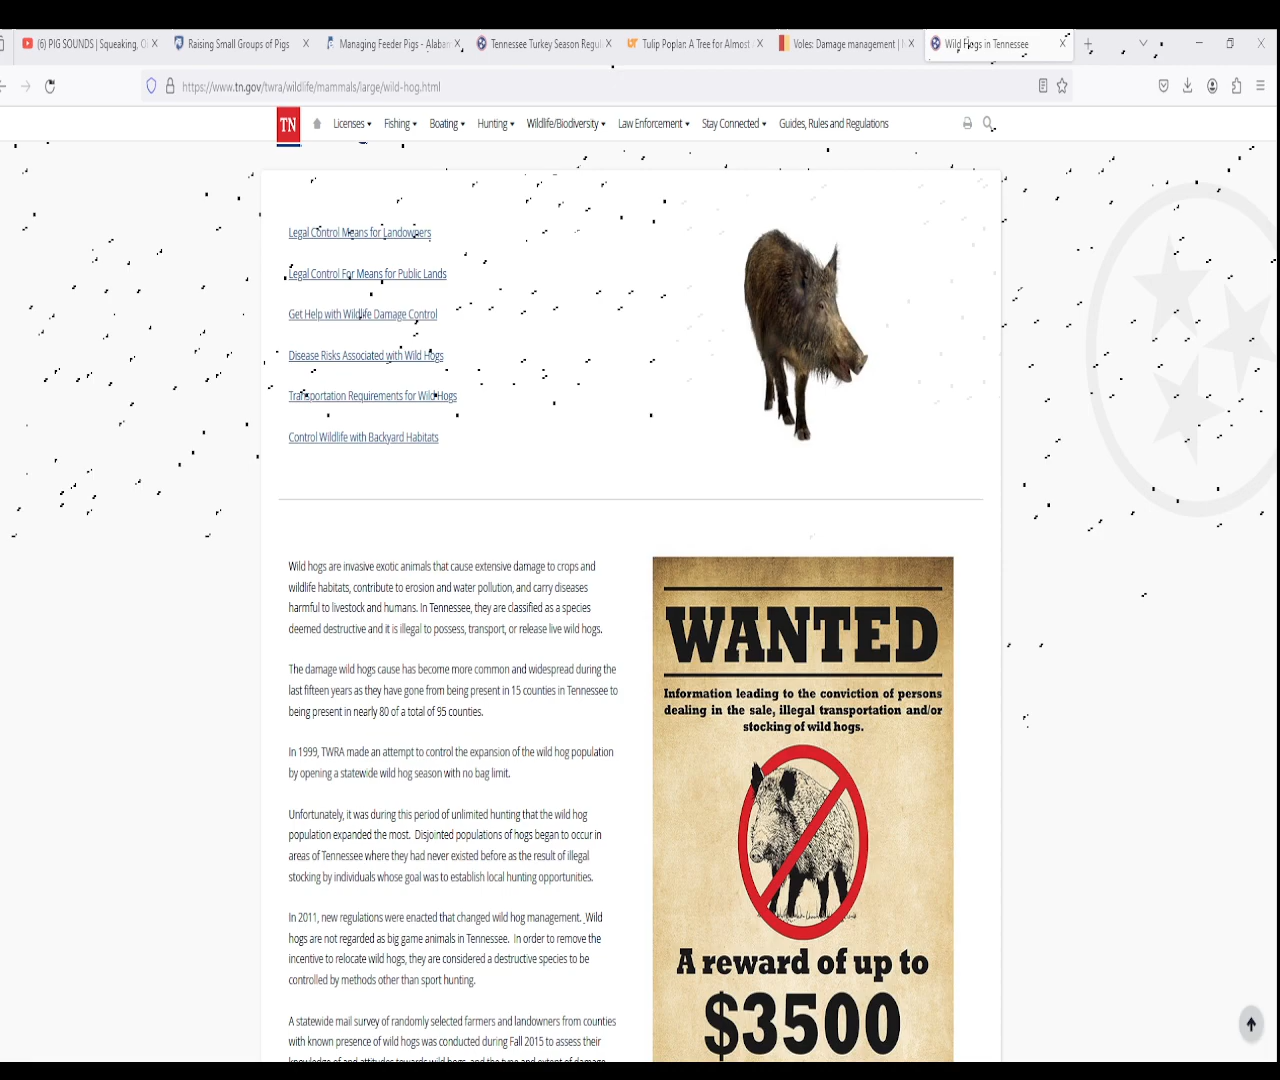 (6) PIG SOUNDS | Squeaking, O
Raising Small Groups of Pigs
Managing Feeder Pigs - Alabam
Tennessee Turkey Season Regul
Tulip Poplar: A Tree for Almost
Voles: Damage management |
Wild Hogs in Tennessee
https://www.tn.gov/twra/wildlife/mammals/large/wild-hog.html
TN
Licenses
Fishing
Boating
Hunting
Wildlife/Biodiversity
Law Enforcement
Stay Connected
Guides, Rules and Regulations
Legal Control Means for Landowners
Legal Control For Means for Public Lands
Get Help with Wildlife Damage Control
Disease Risks Associated with Wild Hogs
Transportation Requirements for Wild Hogs
Control Wildlife with Backyard Habitats
Wild hogs are invasive exotic animals that cause extensive damage to crops and
wildlife habitats, contribute to erosion and water pollution, and carry diseases
harmful to livestock and humans. In Tennessee, they are classified as a species
deemed destructive and it is illegal to possess, transport, or release live wild hogs.
The damage wild hogs cause has become more common and widespread during the
last fifteen years as they have gone from being present in 15 counties in Tennessee to
being present in nearly 80 of a total of 95 counties.
In 1999, TWRA made an attempt to control the expansion of the wild hog population
by opening a statewide wild hog season with no bag limit.
Unfortunately, it was during this period of unlimited hunting that the wild hog
population expanded the most.  Disjointed populations of hogs began to occur in
areas of Tennessee where they had never existed before as the result of illegal
stocking by individuals whose goal was to establish local hunting opportunities.
In 2011, new regulations were enacted that changed wild hog management.  Wild
hogs are not regarded as big game animals in Tennessee.  In order to remove the
incentive to relocate wild hogs, they are considered a destructive species to be
controlled by methods other than sport hunting.
A statewide mail survey of randomly selected farmers and landowners from counties
with known presence of wild hogs was conducted during Fall 2015 to assess their
knowledge of and attitudes towards wild hogs, and the type and extent of damage
WANTED
Information leading to the conviction of persons
dealing in the sale, illegal transportation and/or
stocking of wild hogs.
A reward of up to
$3500